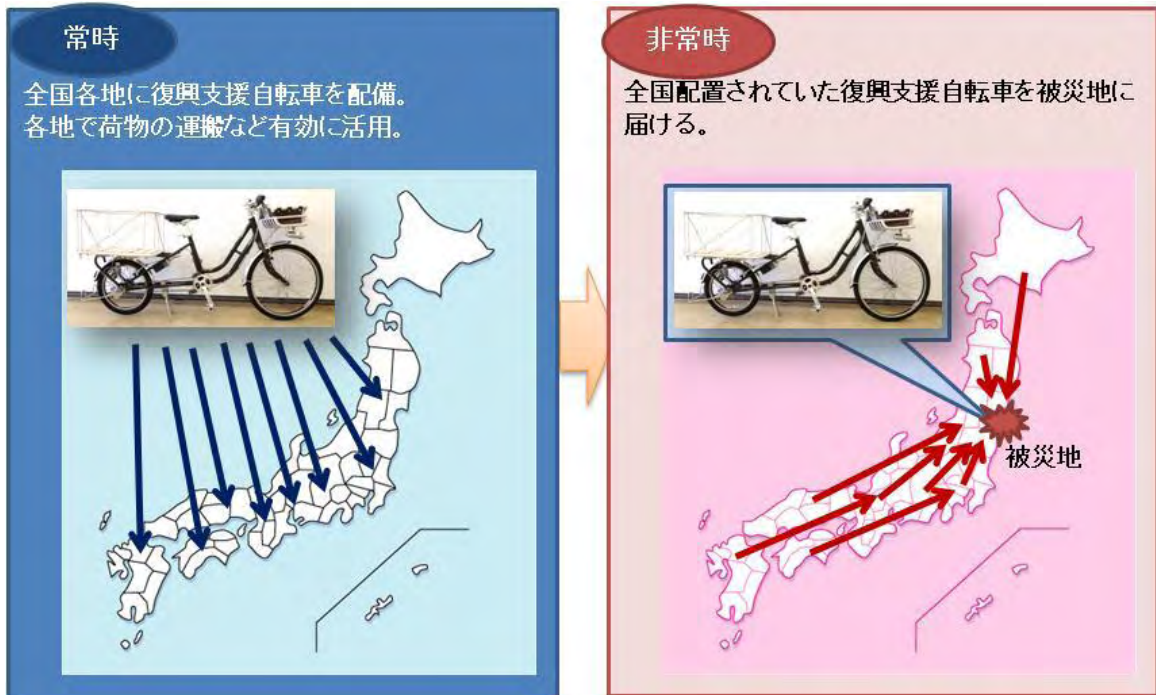 常時
全国各地に復興支援自転車を配備。
各地で荷物の運搬など有効に活用。
非常時
全国配置されていた復興支援自転車を被災地に
届ける。
被災地